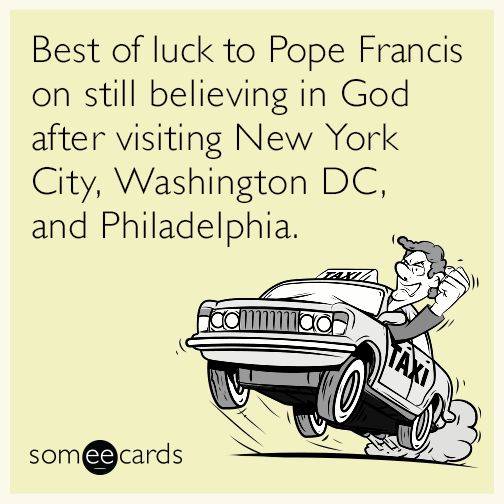 Best of luck to Pope Francis
on still believing in God
after visiting New York
City, Washington DC,
and Philadelphia.
TAXI
TAXI
someecards